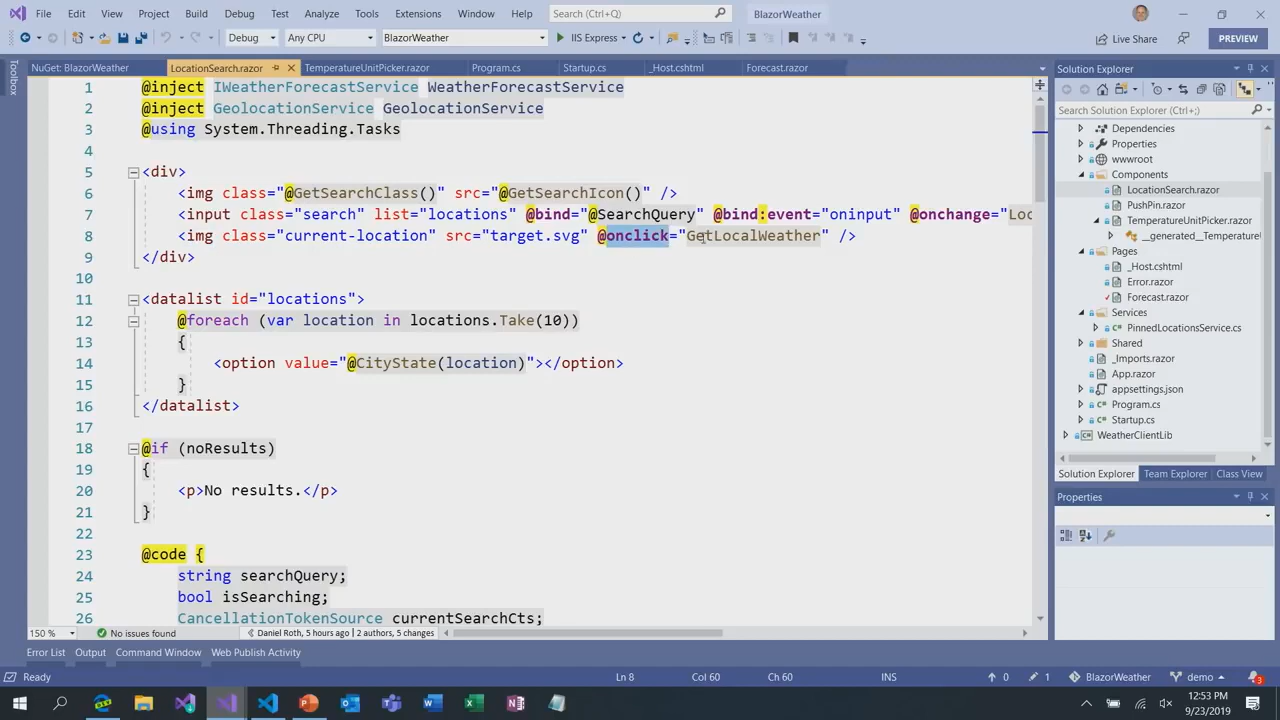 File Edit View Project Build Debug Test Analyze Tools Extensions Window Help Search (Ctrl+Q) BlazorWeather
Debug Any CPU BlazorWeather IIS Express Live Share PREVIEW
Toolbox
NuGet: BlazorWeather LocationSearch.razor TemperatureUnitPicker.razor Program.cs Startup.cs _Host.cshtml Forecast.razor
1 @inject IWeatherForecastService WeatherForecastService
2 @inject GeolocationService GeolocationService
3 @using System.Threading.Tasks
4
5 <div>
6 <img class="@GetSearchClass()" src="@GetSearchIcon()" />
7 <input class="search" list="locations" @bind="@SearchQuery" @bind:event="oninput" @onchange="Loc
8 <img class="current-location" src="target.svg" @onclick="GetLocalWeather" />
9 </div>
10
11 <datalist id="locations">
12 @foreach (var location in locations.Take(10))
13 {
14 <option value="@CityState(location)"></option>
15 }
16 </datalist>
17
18 @if (noResults)
19 {
20 <p>No results.</p>
21 }
22
23 @code {
24 string searchQuery;
25 bool isSearching;
26 CancellationTokenSource currentSearchCts;
150 % No issues found Daniel Roth, 5 hours ago | 2 authors, 5 changes
Solution Explorer
Search Solution Explorer (Ctrl+;)
Dependencies
Properties
wwwroot
Components
LocationSearch.razor
PushPin.razor
TemperatureUnitPicker.razor
__generated__Temperature
Pages
_Host.cshtml
Error.razor
Forecast.razor
Services
PinnedLocationsService.cs
Shared
_Imports.razor
App.razor
appsettings.json
Program.cs
Startup.cs
WeatherClientLib
Solution Explorer Team Explorer Class View
Properties
Error List Output Command Window Web Publish Activity
Ready Ln 8 Col 60 Ch 60 INS 0 1 BlazorWeather demo 3
12:53 PM
9/23/2019